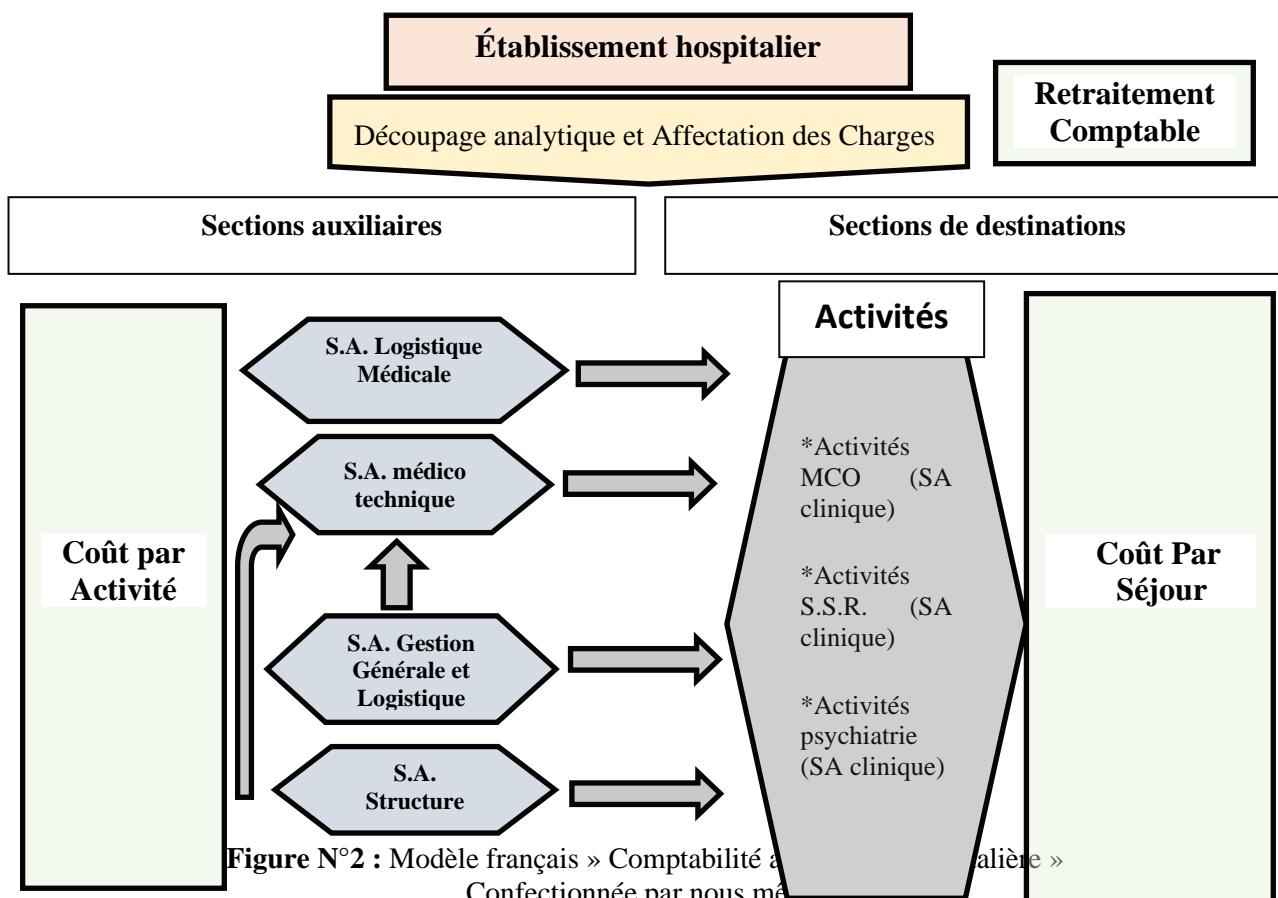 Établissement hospitalier
Retraitement
Comptable
Découpage analytique et Affectation des Charges
Sections auxiliaires
Sections de destinations
Coût par
Activité
S.A. Logistique
Médicale
S.A. médico
technique
S.A. Gestion
Générale et
Logistique
S.A.
Structure
Activités
*Activités
MCO (SA
clinique)
*Activités
S.S.R. (SA
clinique)
*Activités
psychiatrie
(SA clinique)
Coût Par
Séjour
Figure N°2 : Modèle français » Comptabilité »
Confectionnée par nous